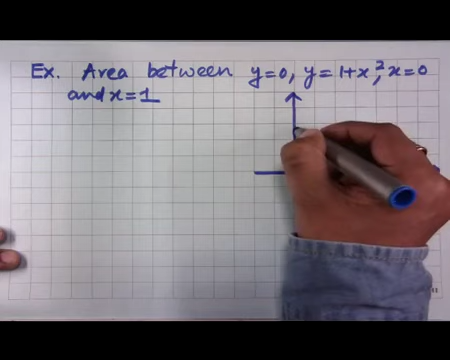 Ex. Area between y=0, y=1+x², x=0
and x=1